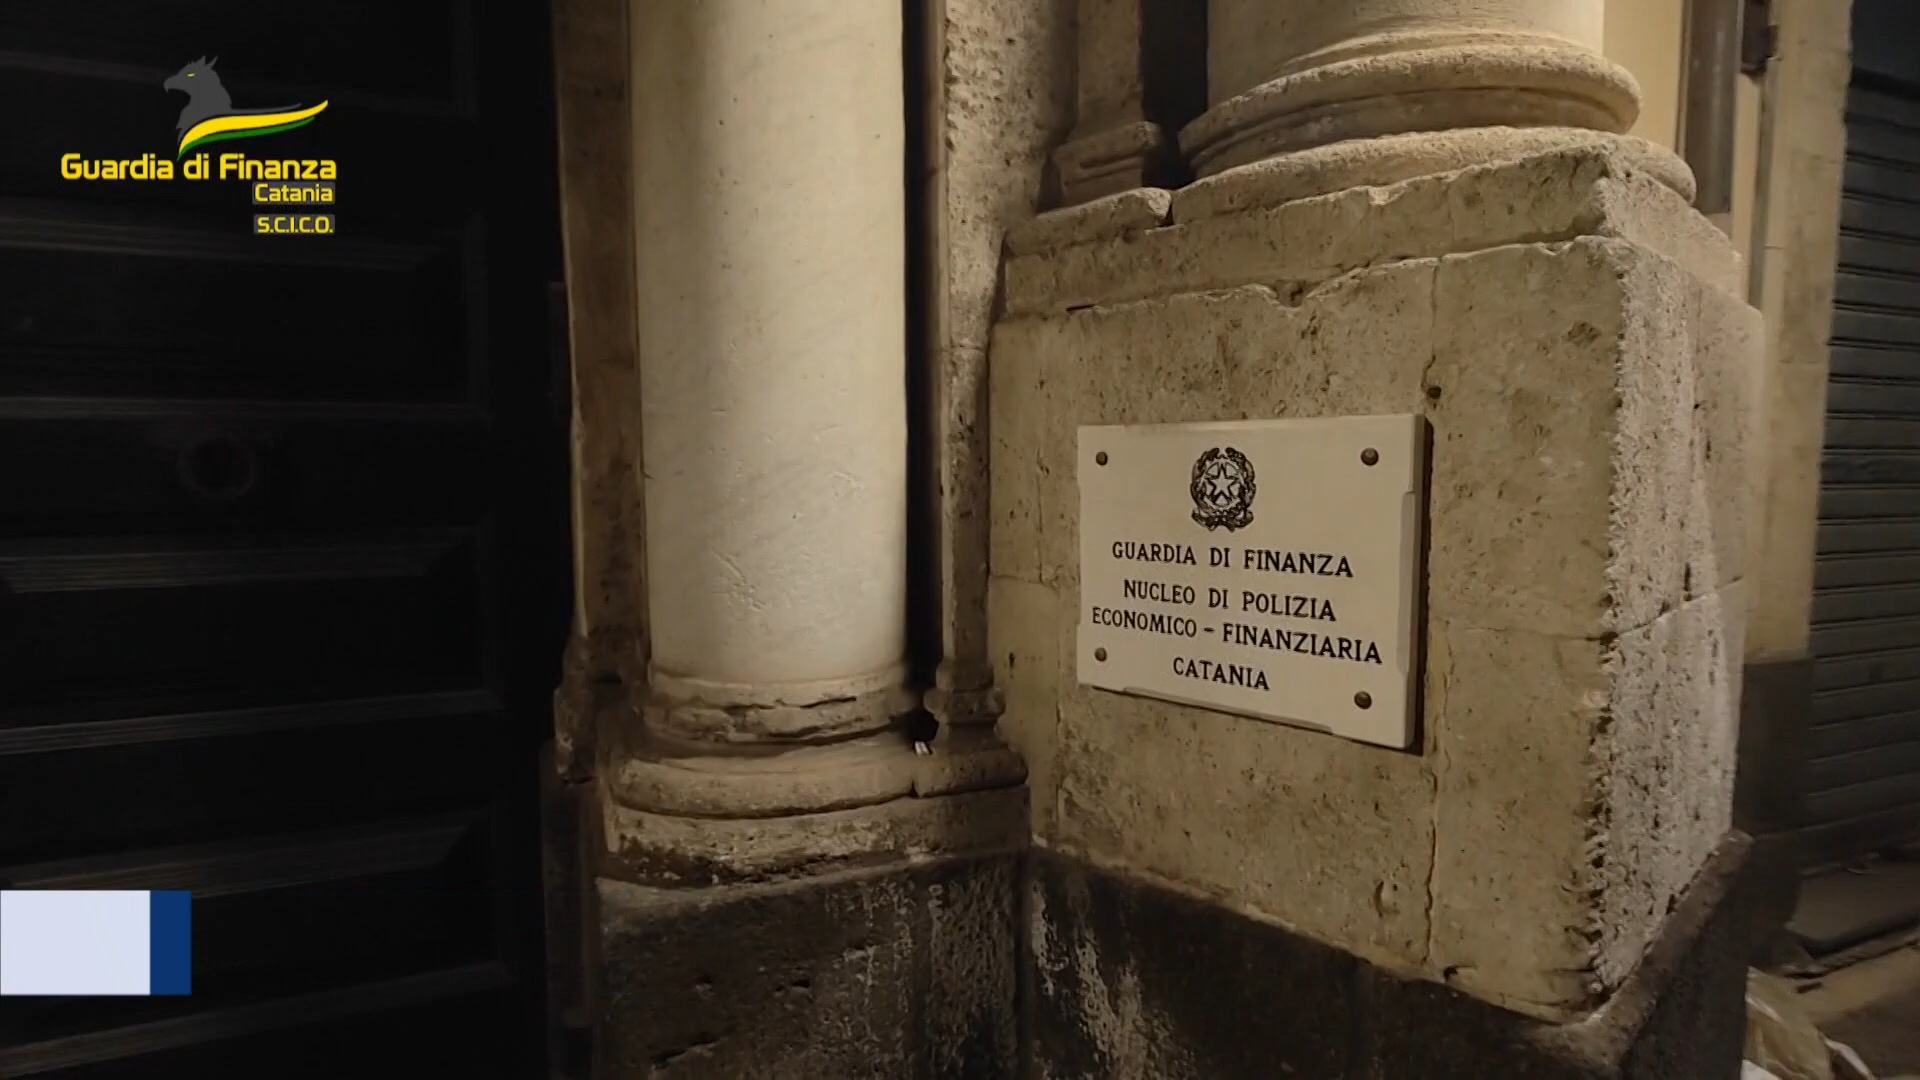 Guardia di Finanza
Catania
S.C.I.C.O.
GUARDIA DI FINANZA
NUCLEO DI POLIZIA
ECONOMICO - FINANZIARIA
CATANIA